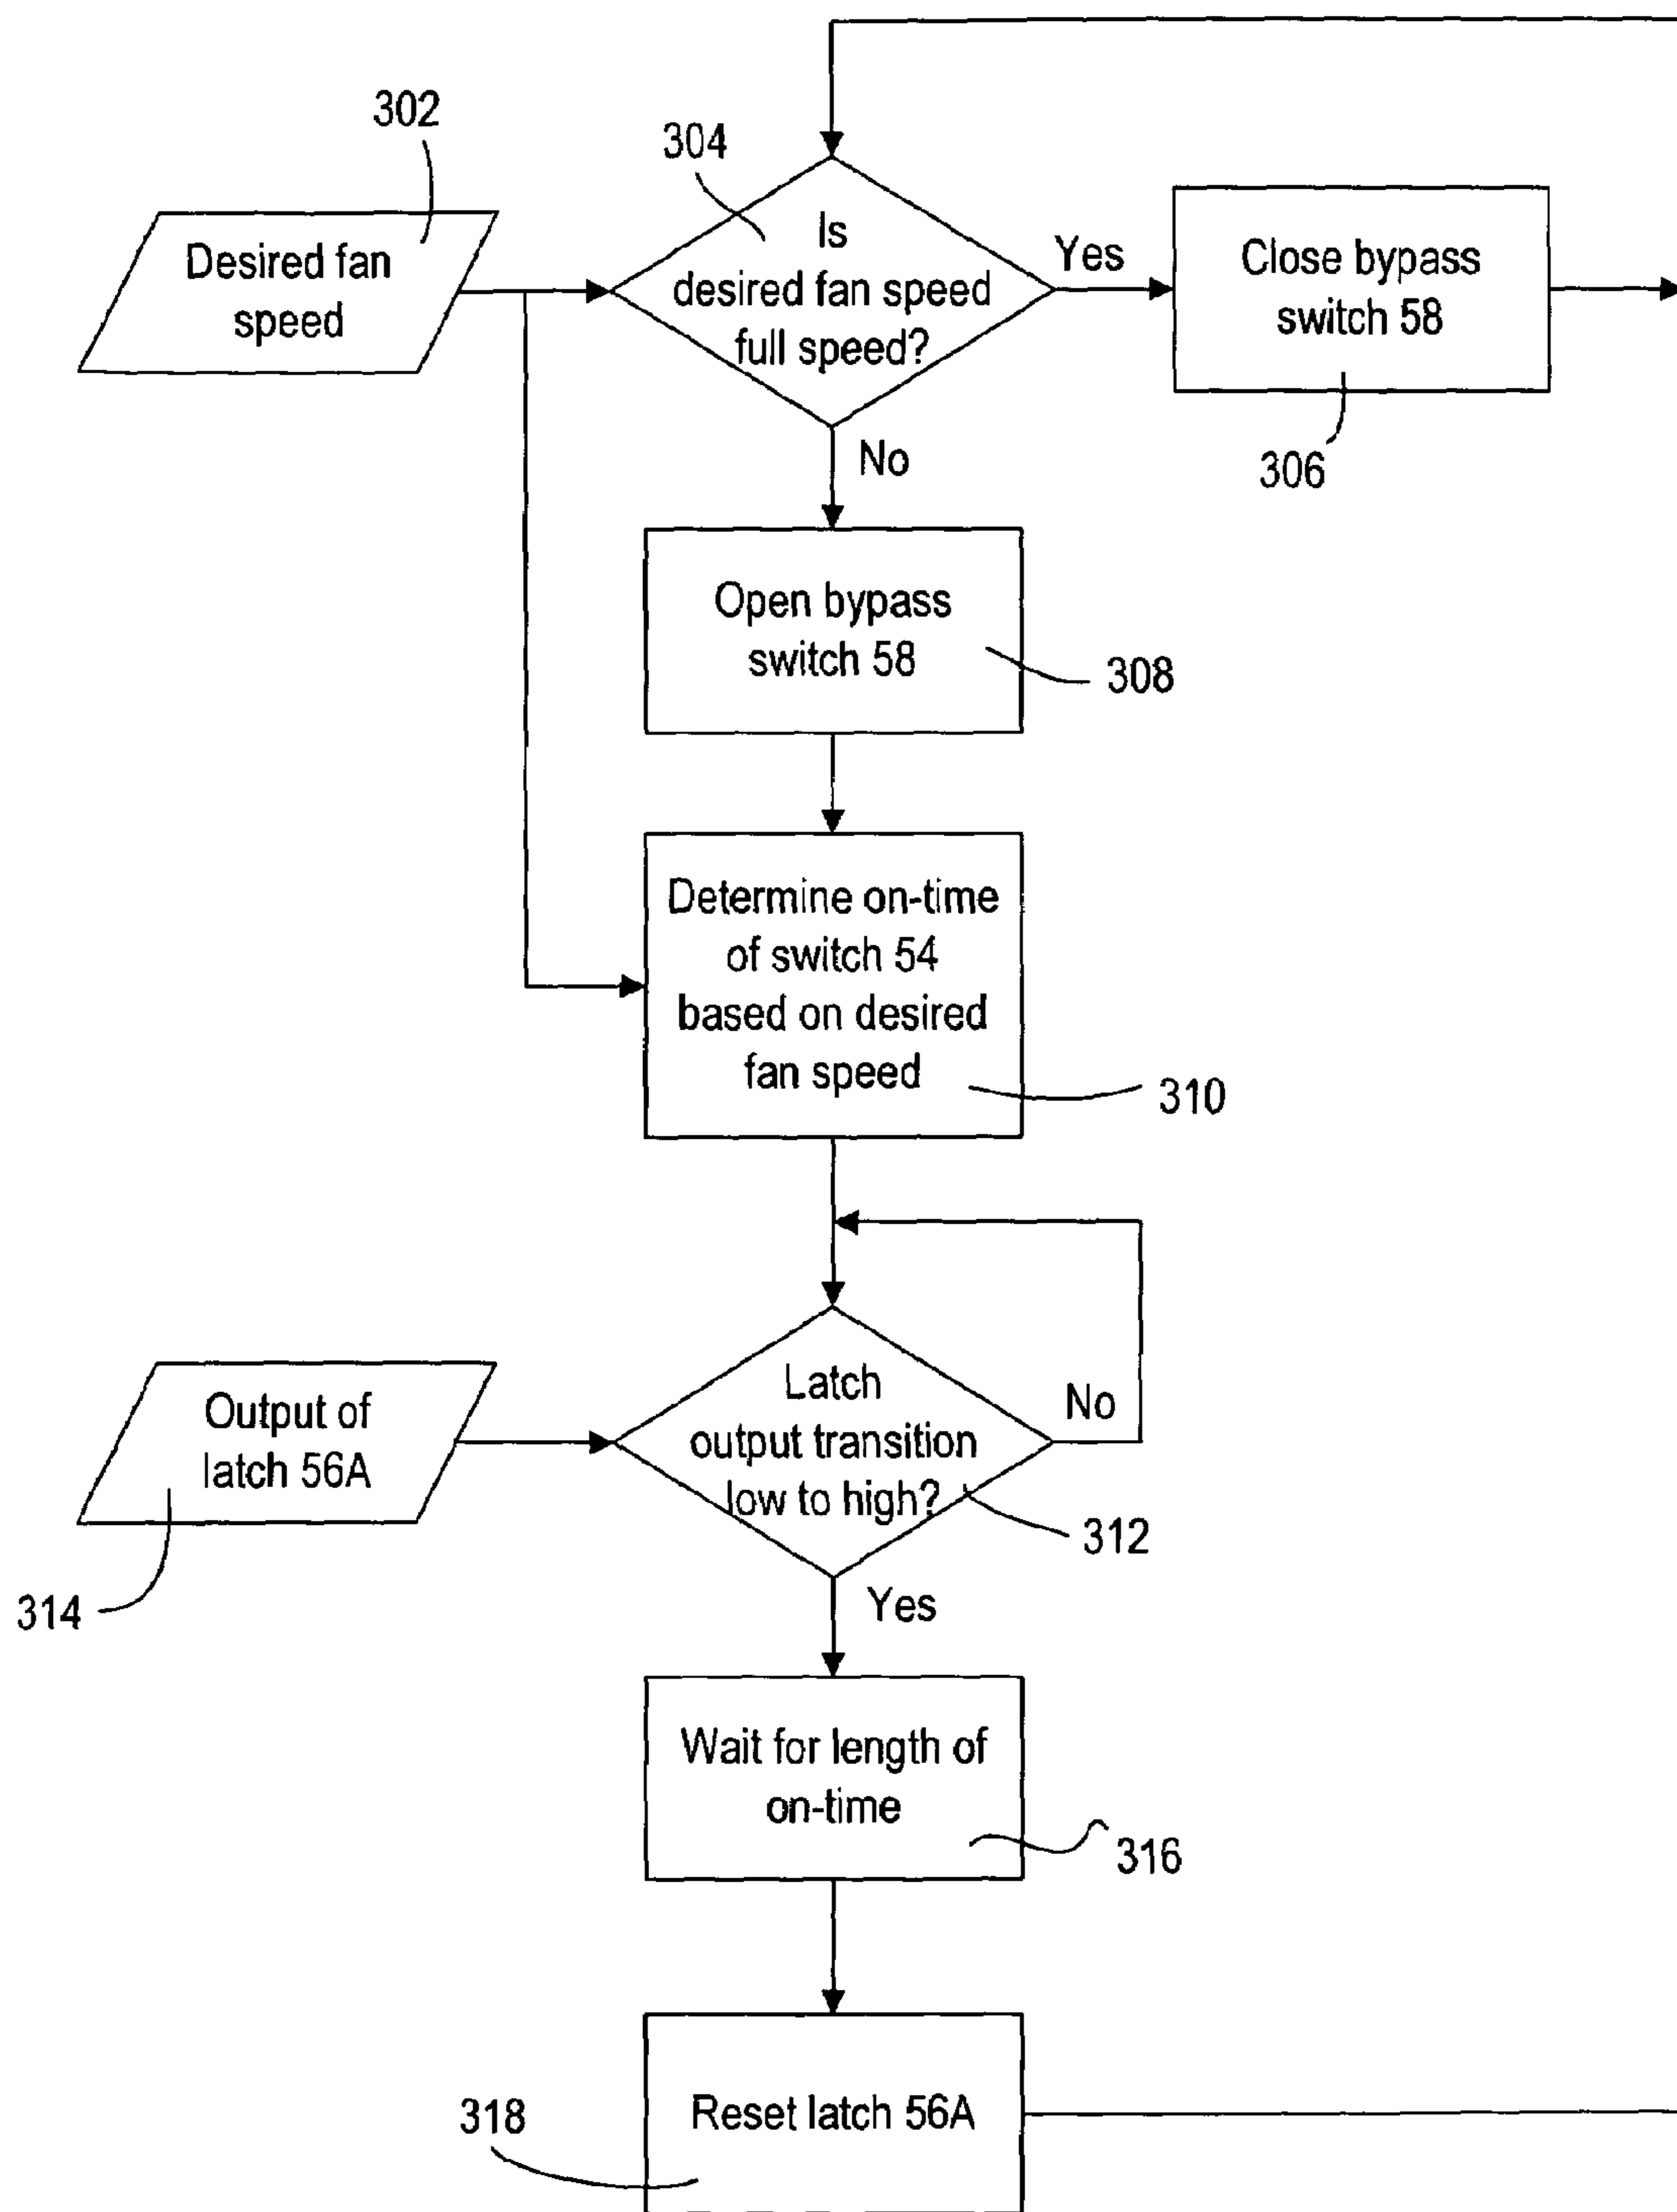 302
304
Desired fan
speed
Is
desired fan speed
full speed?
Yes
Close bypass
switch 58
306
No
Open bypass
switch 58
308
Determine on-time
of switch 54
based on desired
fan speed
310
Output of
latch 56A
314
Latch
output transition
low to high?
No
312
Yes
Wait for length of
on-time
316
Reset latch 56A
318